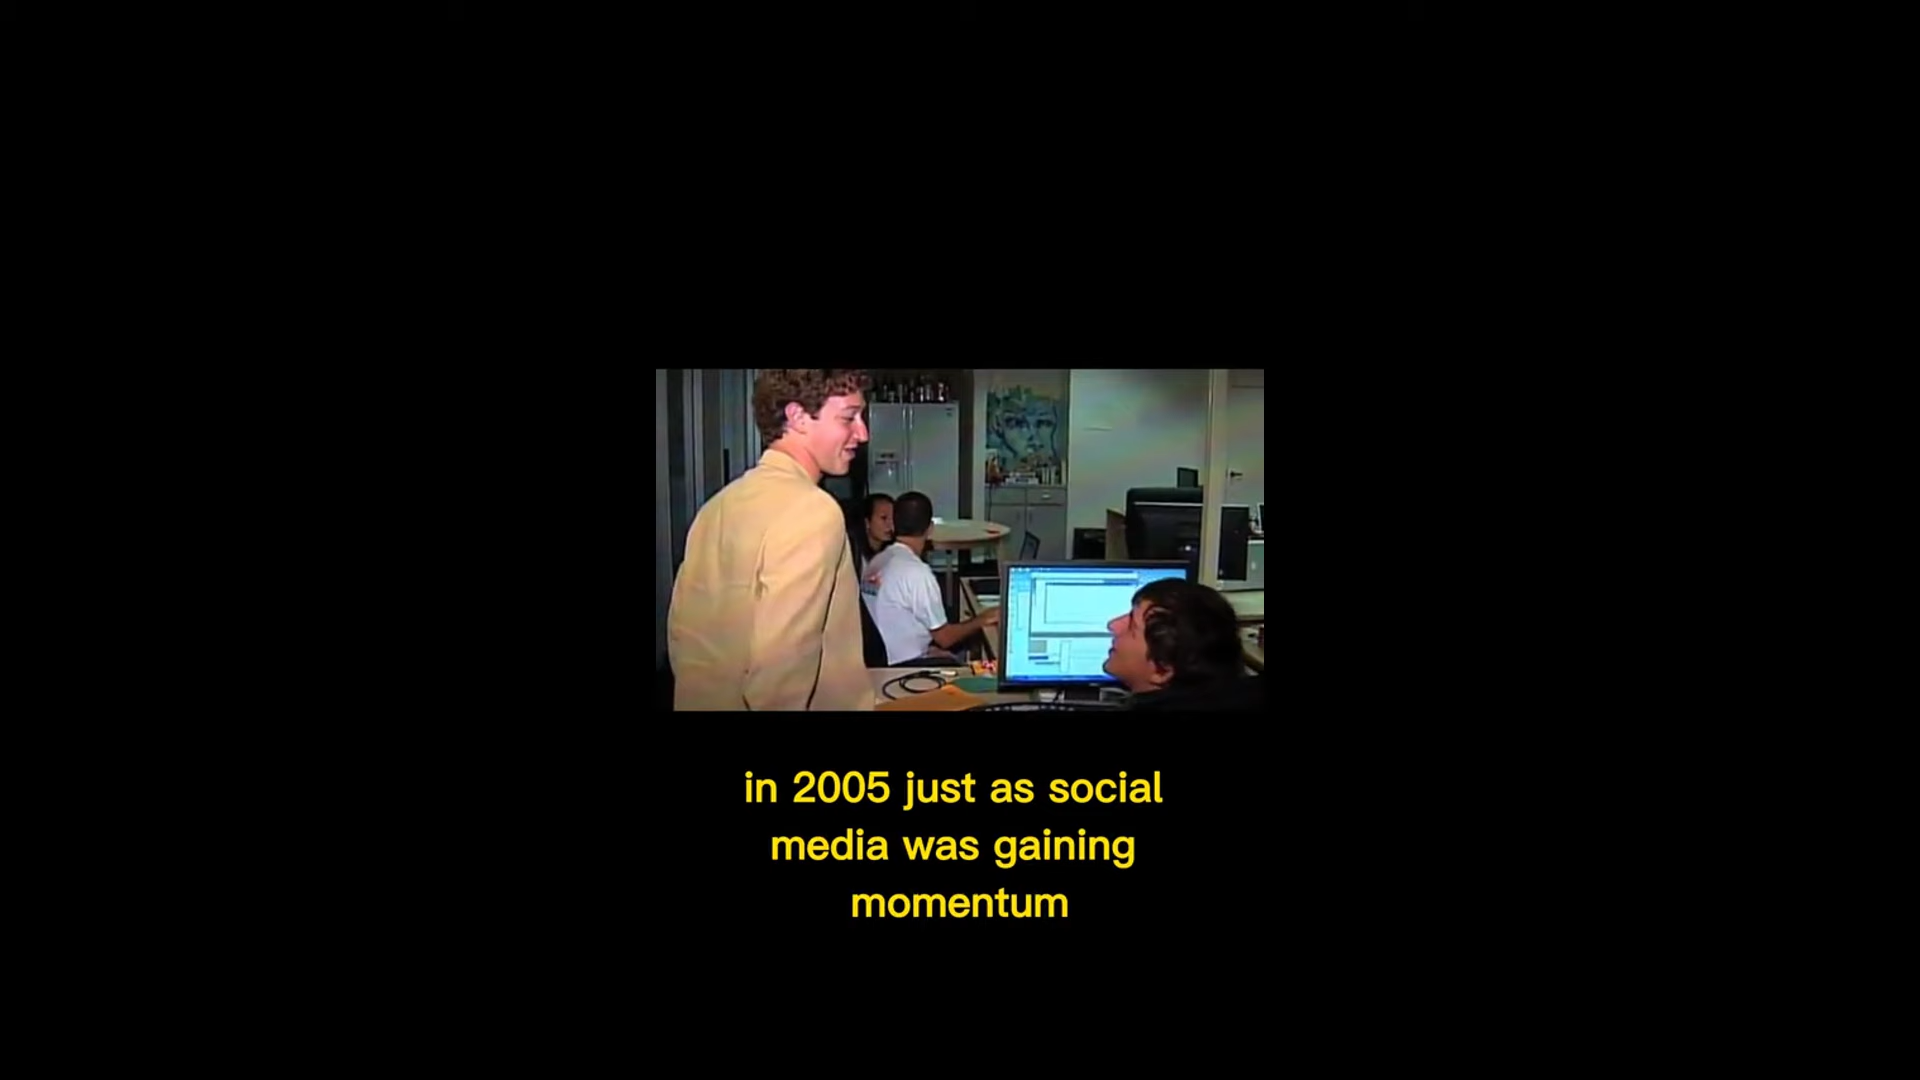 in 2005 just as social
media was gaining
momentum